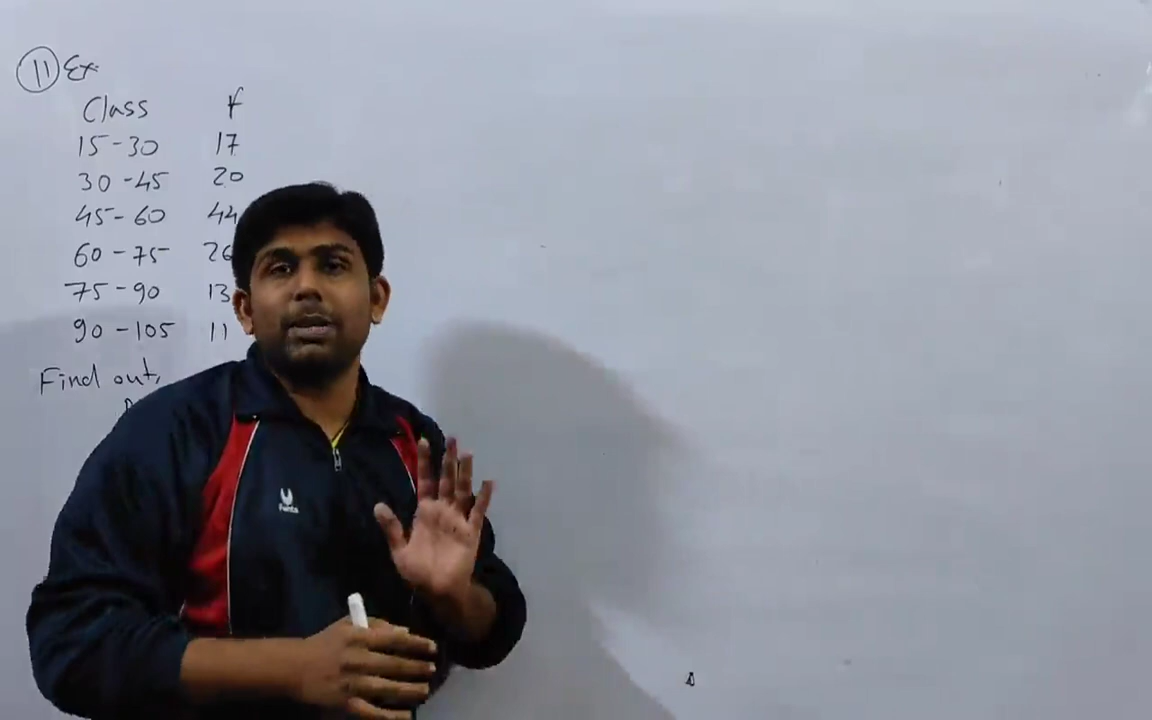 11 Ex
Class f
15-30 17
30-45 20
45-60 44
60-75 26
75-90 13
90-105 11
Find out,